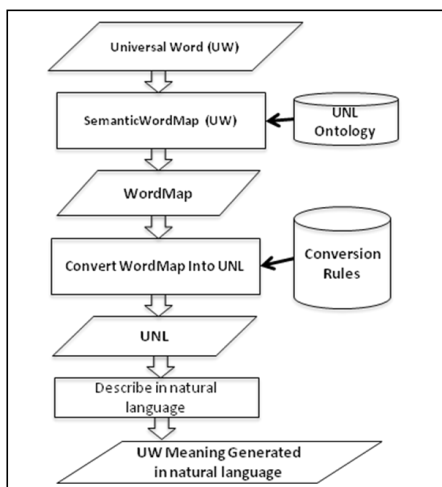 Universal Word (UW)
SemanticWordMap (UW)
UNL
Ontology
WordMap
Convert WordMap Into UNL
Conversion
Rules
UNL
Describe in natural
language
UW Meaning Generated
in natural language